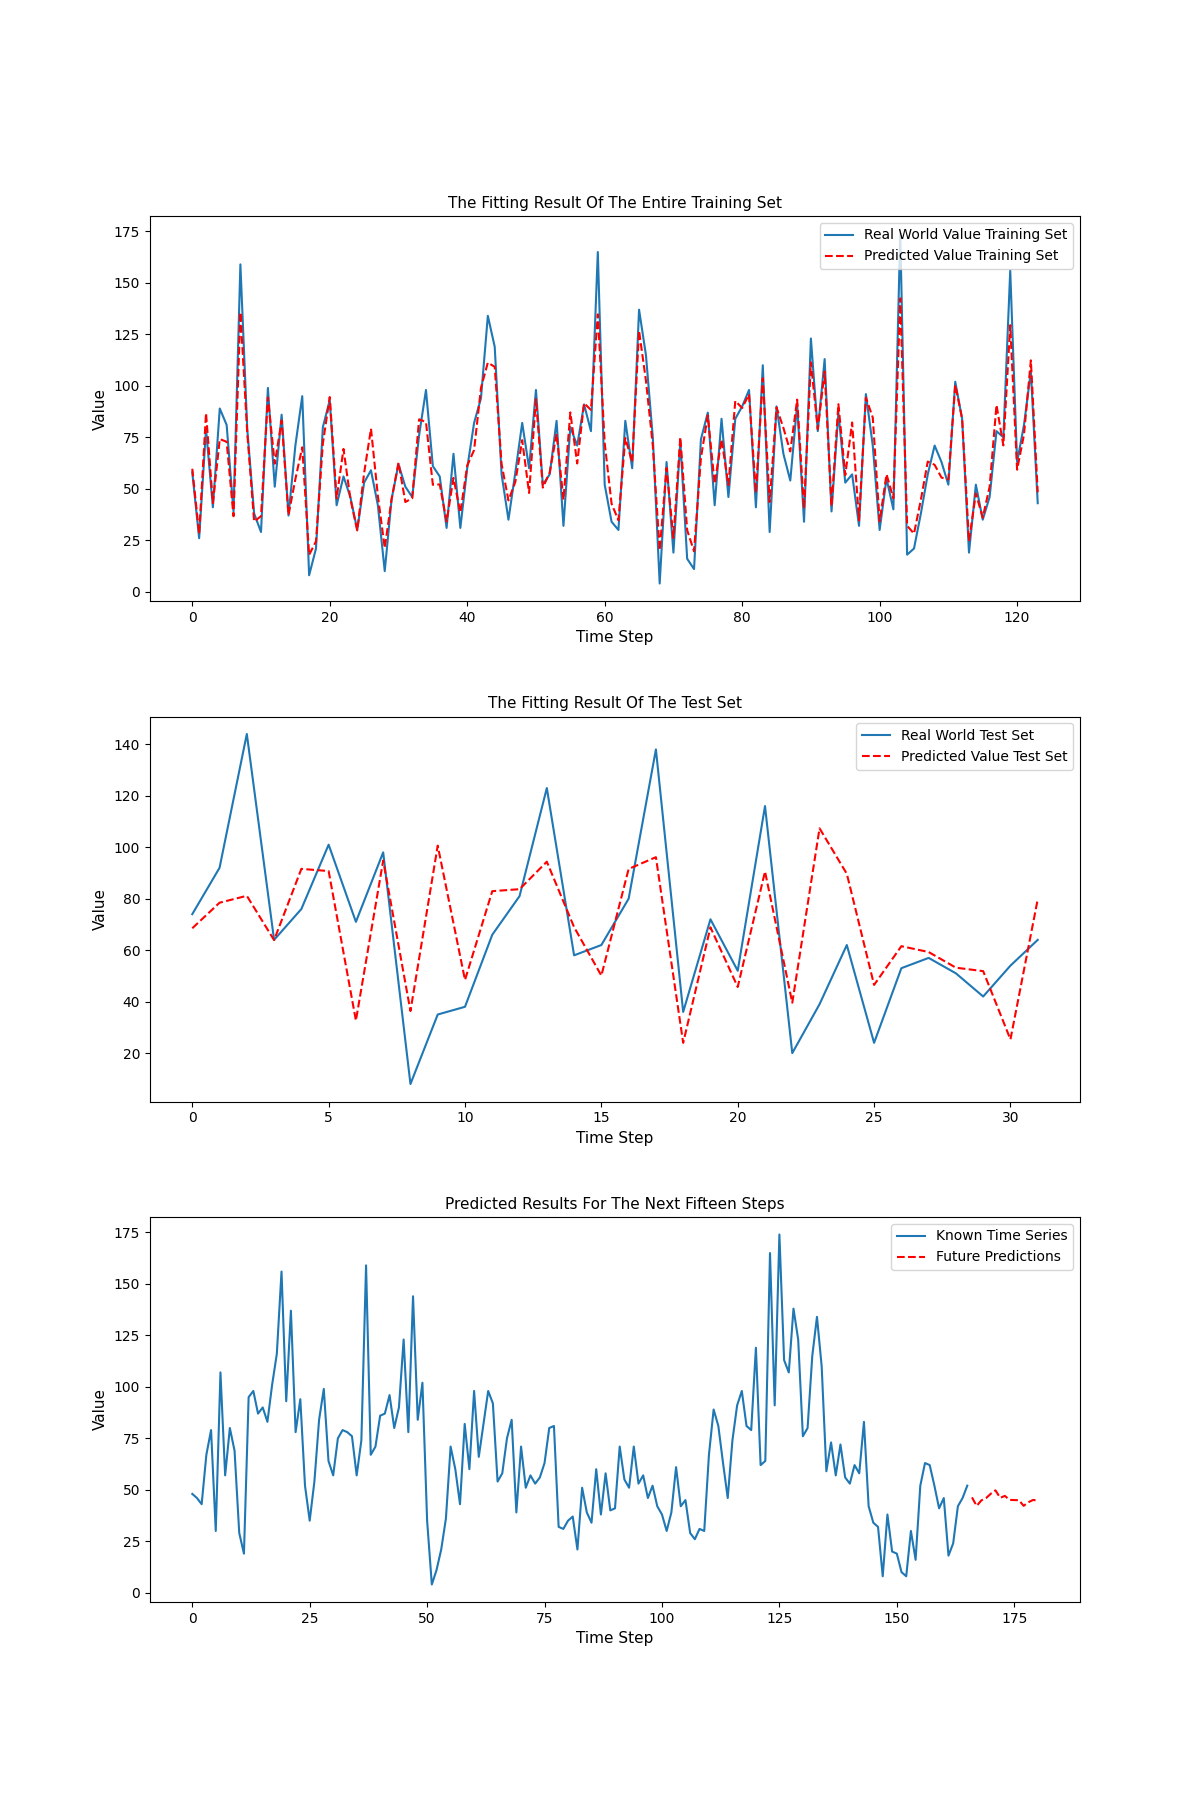 The Fitting Result Of The Entire Training Set
Real World Value Training Set
Predicted Value Training Set
175
150
125
100
75
50
25
0
Value
0 20 40 60 80 100 120
Time Step
The Fitting Result Of The Test Set
Real World Test Set
Predicted Value Test Set
140
120
100
80
60
40
20
Value
0 5 10 15 20 25 30
Time Step
Predicted Results For The Next Fifteen Steps
Known Time Series
Future Predictions
175
150
125
100
75
50
25
0
Value
0 25 50 75 100 125 150 175
Time Step